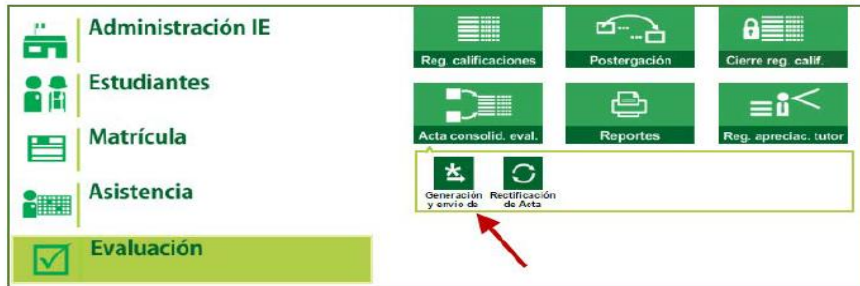 Administración IE
Estudiantes
Matrícula
Asistencia
Evaluación
Reg. calificaciones
Postergación
Cierre reg. calif.
Acta consolid. eval.
Reportes
Reg. apreciac. tutor
Generación
y envío de
Rectificación
de Acta